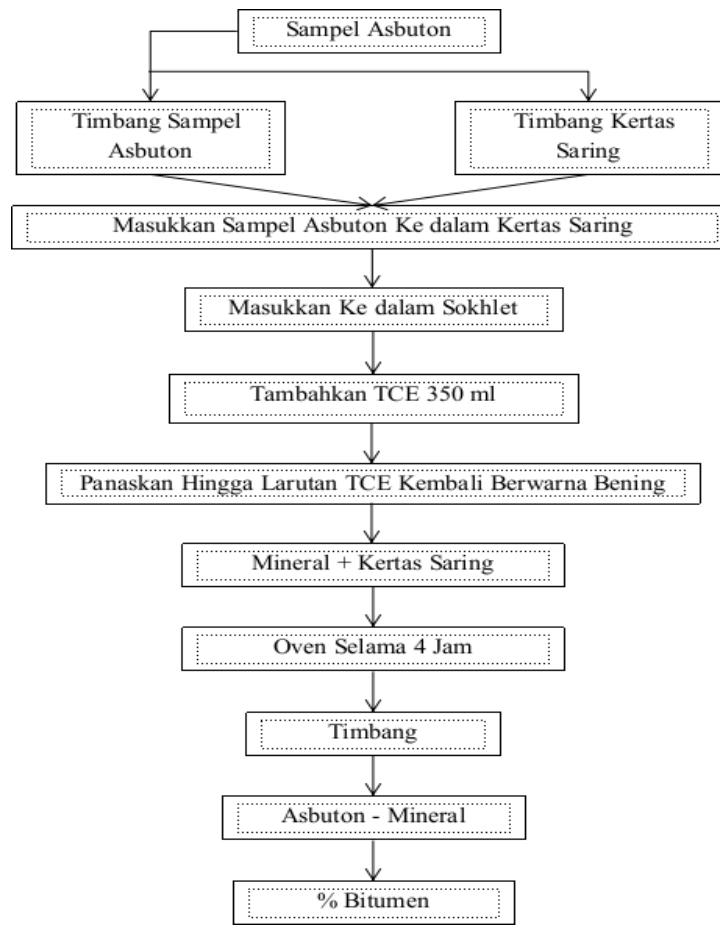 Sampel Asbuton
Timbang Sampel
Asbuton
Timbang Kertas
Saring
Masukkan Sampel Asbuton Ke dalam Kertas Saring
Masukkan Ke dalam Sokhlet
Tambahkan TCE 350 ml
Panaskan Hingga Larutan TCE Kembali Berwarna Bening
Mineral + Kertas Saring
Oven Selama 4 Jam
Timbang
Asbuton - Mineral
% Bitumen